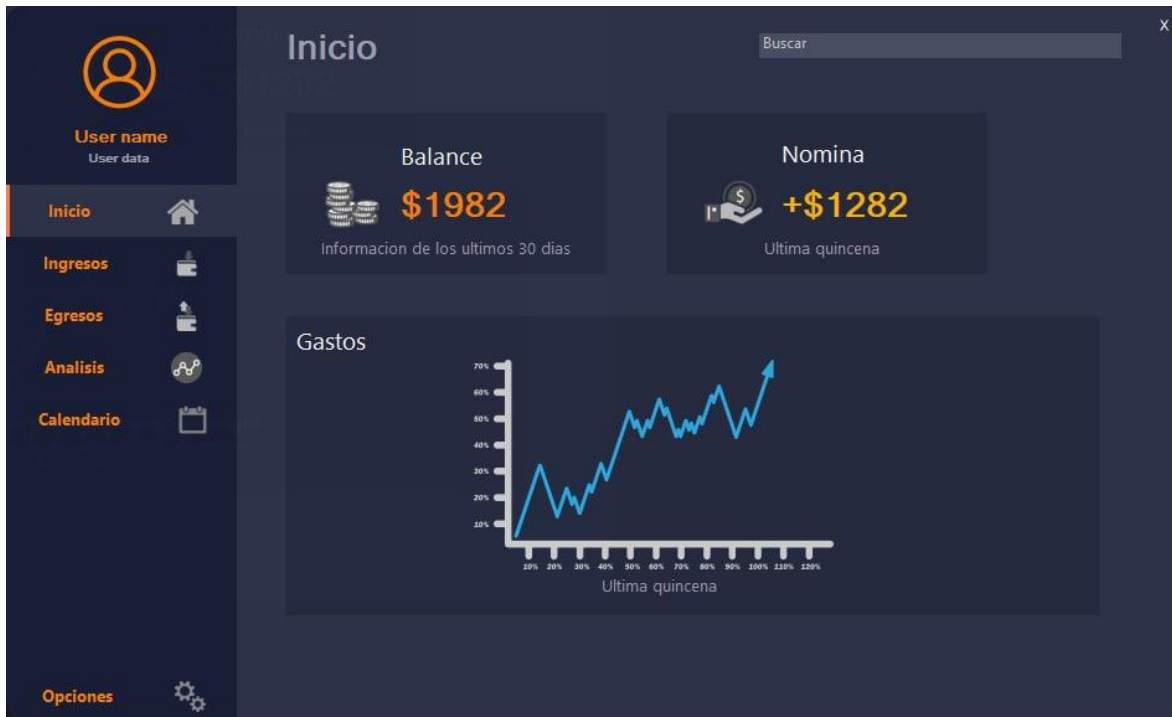 X
Inicio
Buscar
User name
User data
Inicio
Ingresos
Egresos
Analisis
Calendario
Opciones
Balance
$1982
Informacion de los ultimos 30 dias
Nomina
+$1282
Ultima quincena
Gastos
70%
60%
50%
40%
30%
20%
10%
10% 20% 30% 40% 50% 60% 70% 80% 90% 100% 110% 120%
Ultima quincena